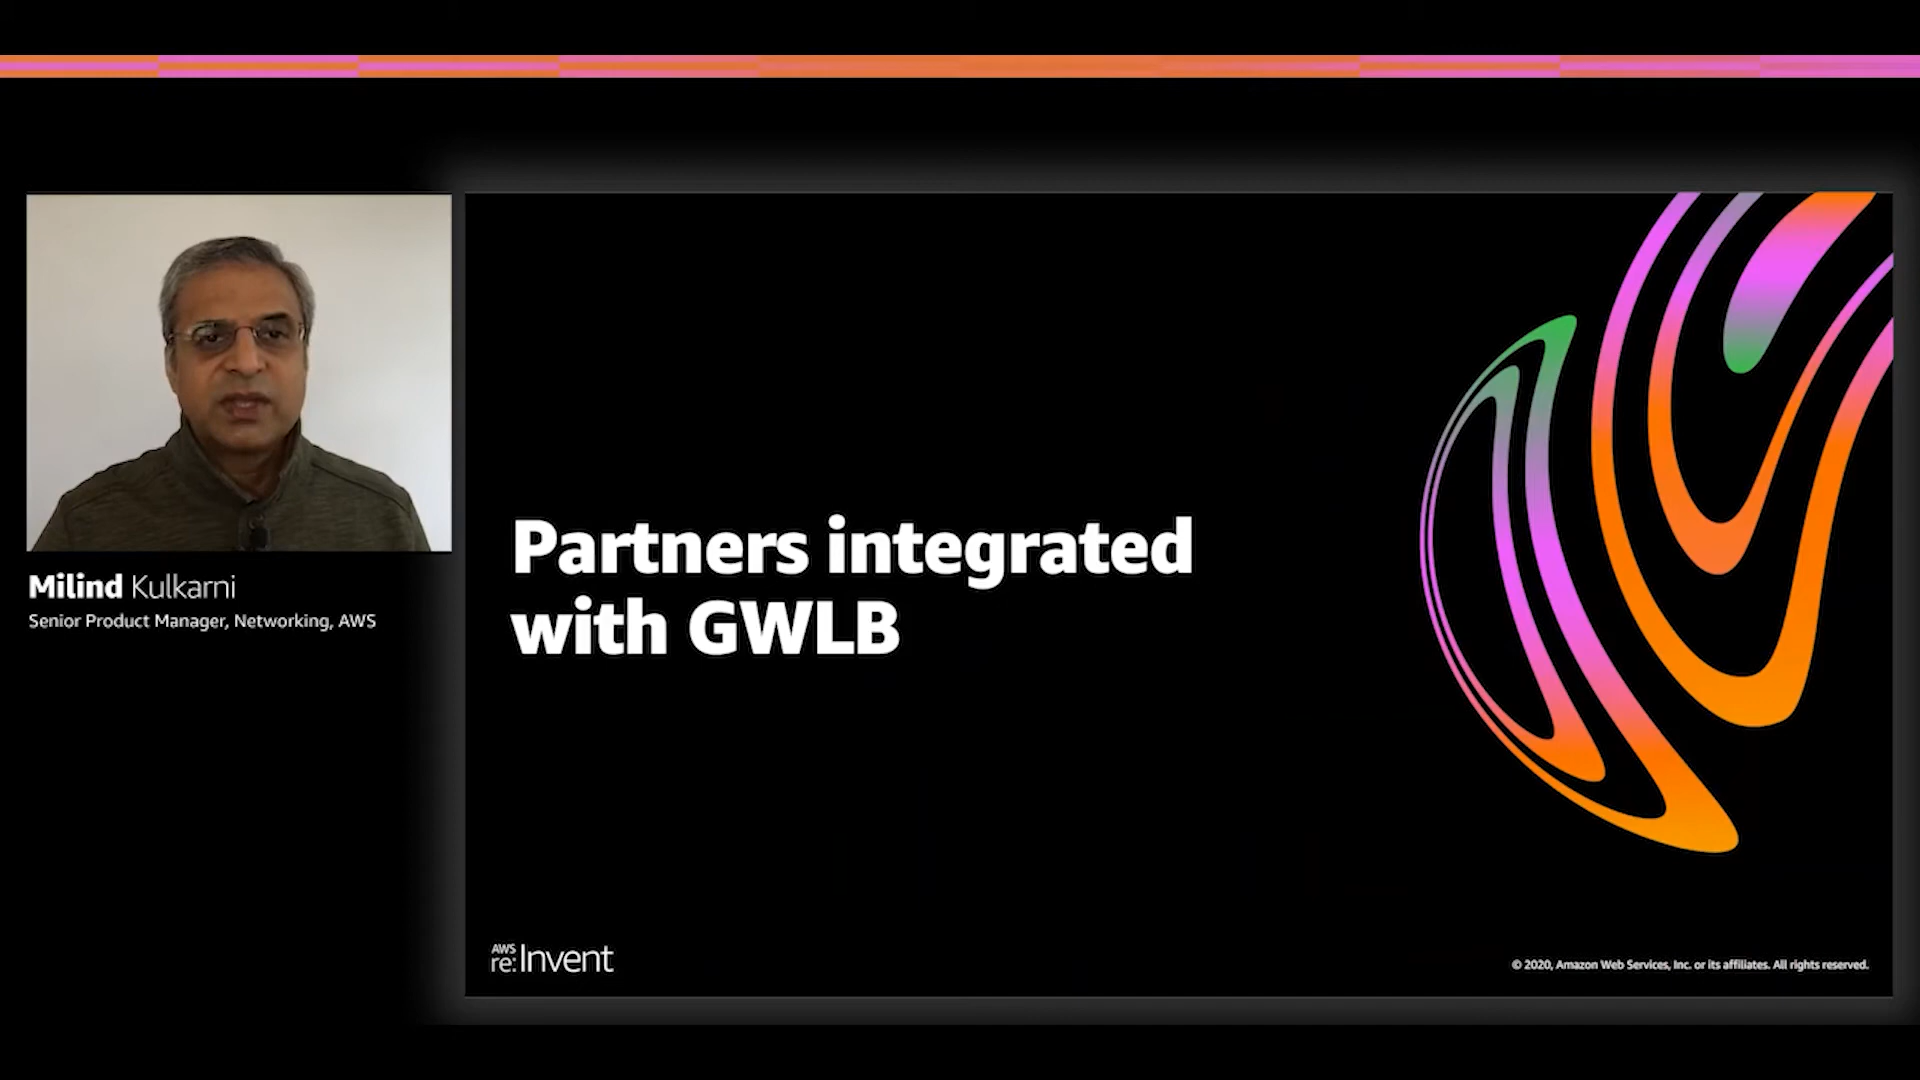 Milind Kulkarni
Senior Product Manager, Networking, AWS
Partners integrated
with GWLB
AWS
re:Invent
© 2020, Amazon Web Services, Inc. or its affiliates. All rights reserved.